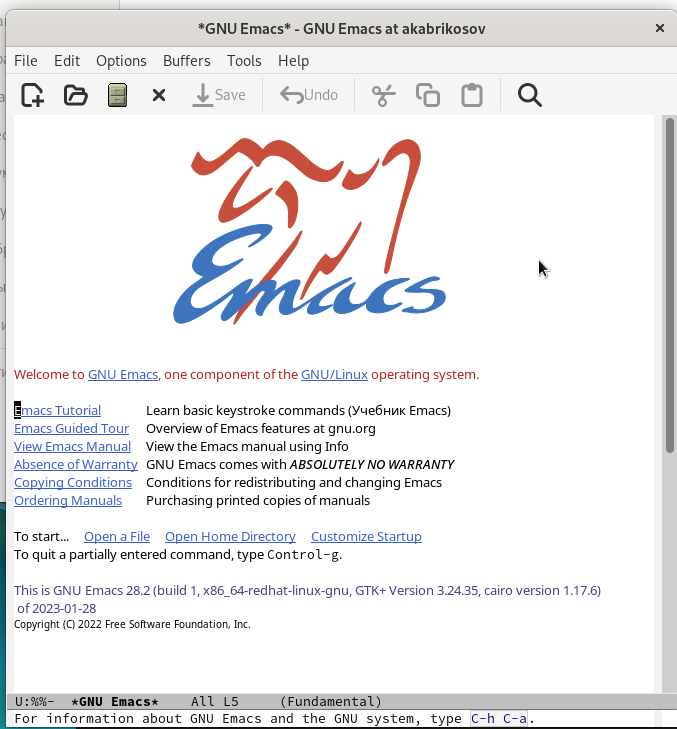 *GNU Emacs* - GNU Emacs at akabrikosov
File Edit Options Buffers Tools Help
Save Undo
Emacs
Welcome to GNU Emacs, one component of the GNU/Linux operating system.
Emacs Tutorial Learn basic keystroke commands (Учебник Emacs)
Emacs Guided Tour Overview of Emacs features at gnu.org
View Emacs Manual View the Emacs manual using Info
Absence of Warranty GNU Emacs comes with ABSOLUTELY NO WARRANTY
Copying Conditions Conditions for redistributing and changing Emacs
Ordering Manuals Purchasing printed copies of manuals
To start... Open a File Open Home Directory Customize Startup
To quit a partially entered command, type Control-g.
This is GNU Emacs 28.2 (build 1, x86_64-redhat-linux-gnu, GTK+ Version 3.24.35, cairo version 1.17.6)
of 2023-01-28
Copyright (C) 2022 Free Software Foundation, Inc.
U:%%- *GNU Emacs* All L5 (Fundamental)
For information about GNU Emacs and the GNU system, type C-h C-a.